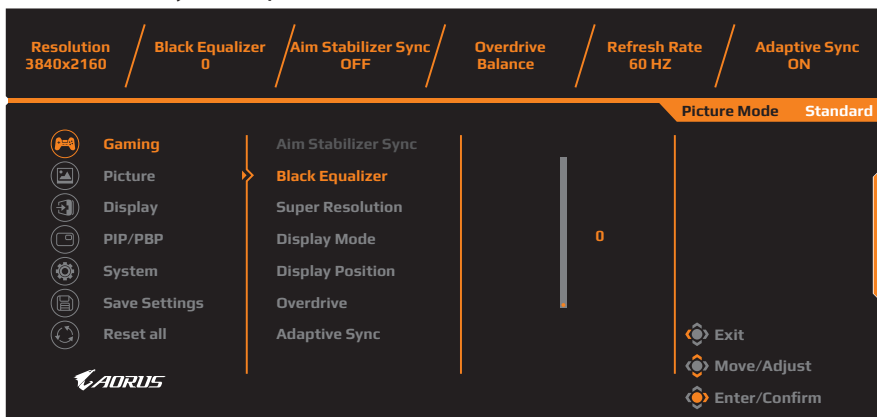 Resolution Black Equalizer Aim Stabilizer Sync Overdrive Refresh Rate Adaptive Sync
3840x2160 0 OFF Balance 60 HZ ON
Picture Mode Standard
Gaming Aim Stabilizer Sync
Picture Black Equalizer
Display Super Resolution
PIP/PBP Display Mode 0
System Display Position
Save Settings Overdrive
Reset all Adaptive Sync
Exit
Move/Adjust
AORUS
Enter/Confirm